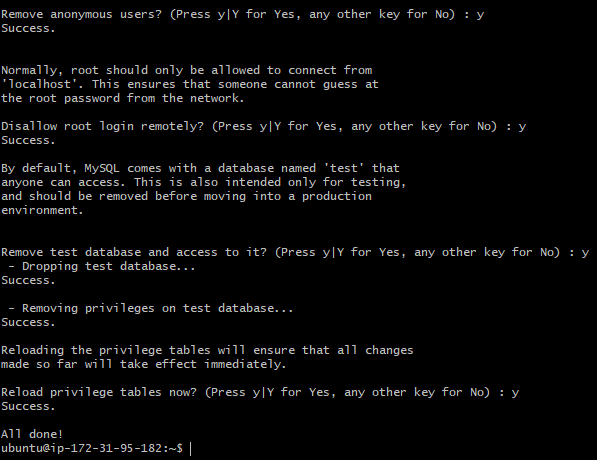 Remove anonymous users? (Press y|Y for Yes, any other key for No) : y
Success.
Normally, root should only be allowed to connect from
'localhost'. This ensures that someone cannot guess at
the root password from the network.
Disallow root login remotely? (Press y|Y for Yes, any other key for No) : y
Success.
By default, MySQL comes with a database named 'test' that
anyone can access. This is also intended only for testing,
and should be removed before moving into a production
environment.
Remove test database and access to it? (Press y|Y for Yes, any other key for No) : y
 - Dropping test database...
Success.
 - Removing privileges on test database...
Success.
Reloading the privilege tables will ensure that all changes
made so far will take effect immediately.
Reload privilege tables now? (Press y|Y for Yes, any other key for No) : y
Success.
All done!
ubuntu@ip-172-31-95-182:~$